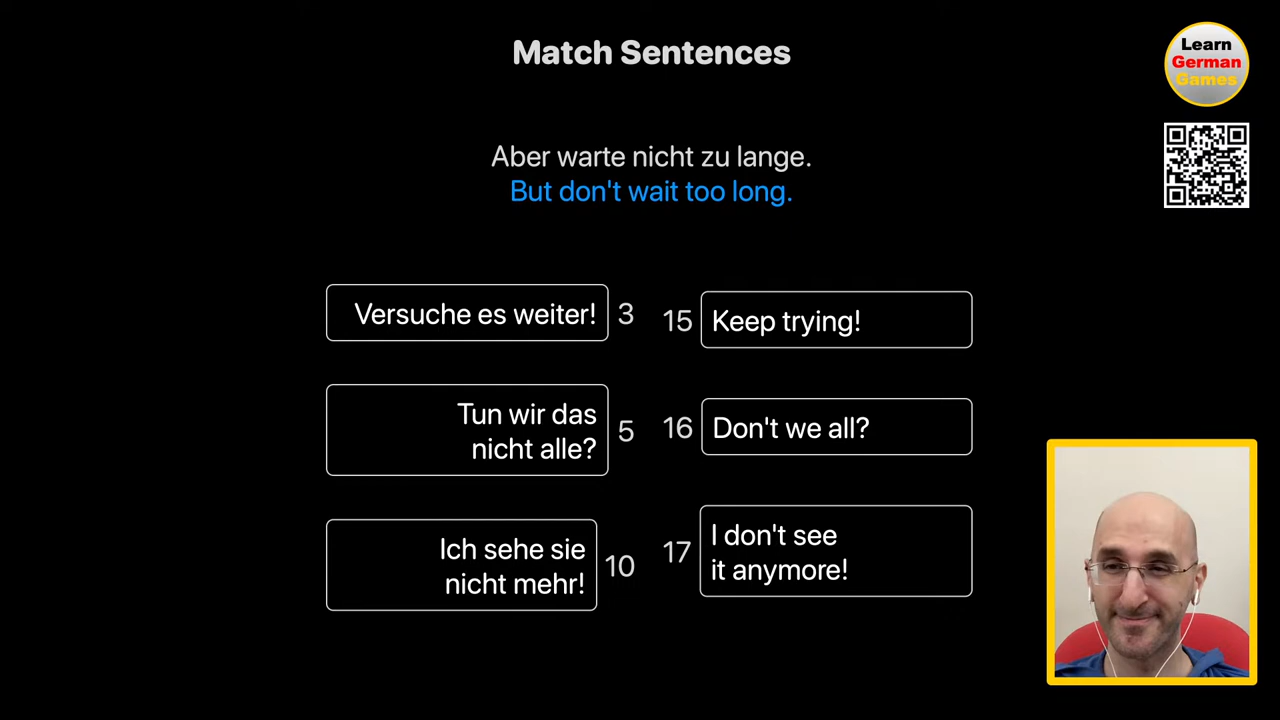 Match Sentences
Learn
German
Games
Aber warte nicht zu lange.
But don't wait too long.
Versuche es weiter! 3
15 Keep trying!
Tun wir das
nicht alle? 5
16 Don't we all?
Ich sehe sie
nicht mehr! 10
17 I don't see
it anymore!